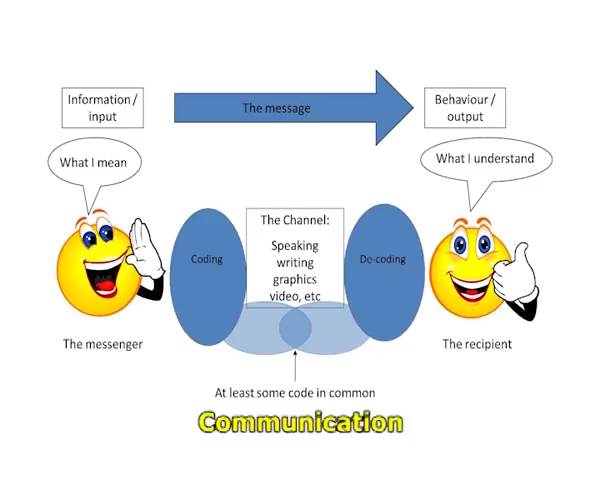 Information /
input
The message
Behaviour /
output
What I mean
What I understand
Coding
The Channel:
Speaking
writing
graphics
video, etc
De-coding
The messenger
The recipient
At least some code in common
Communication